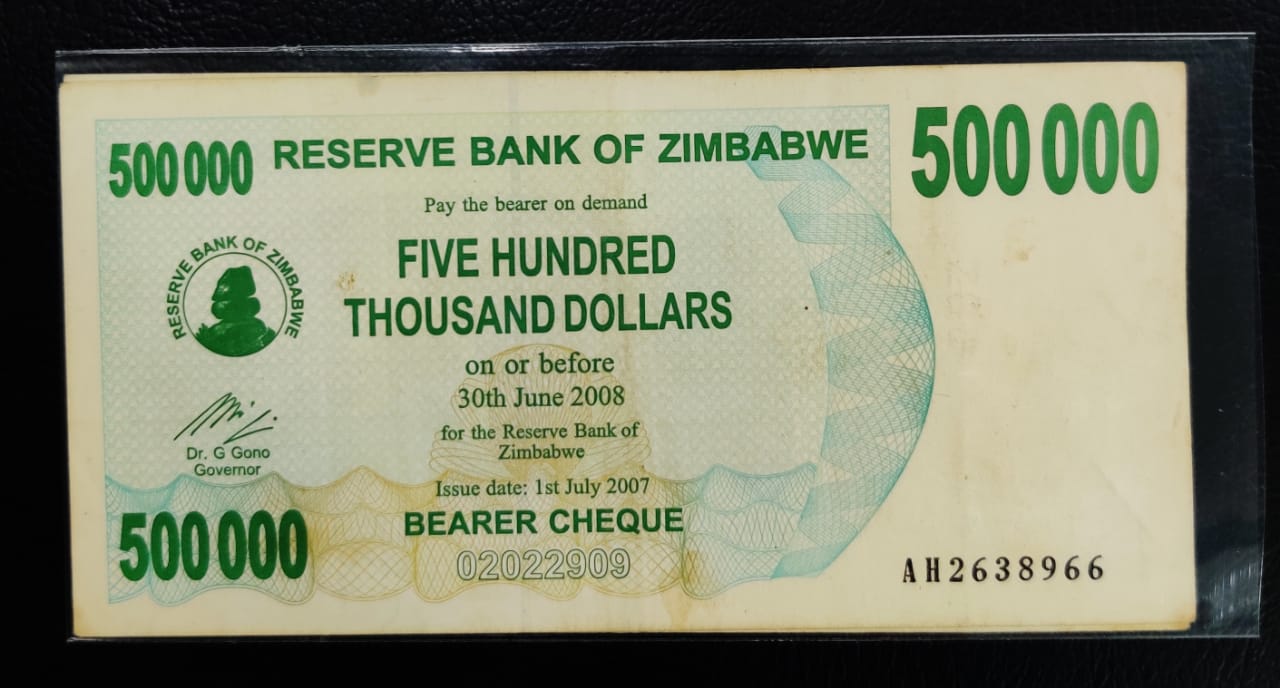 500 000
RESERVE BANK OF ZIMBABWE
500 000
Pay the bearer on demand
FIVE HUNDRED
THOUSAND DOLLARS
RESERVE BANK OF ZIMBABWE
on or before
30th June 2008
for the Reserve Bank of
Zimbabwe
Dr. G Gono
Governor
Issue date: 1st July 2007
BEARER CHEQUE
500 000
02022909
AH2638966